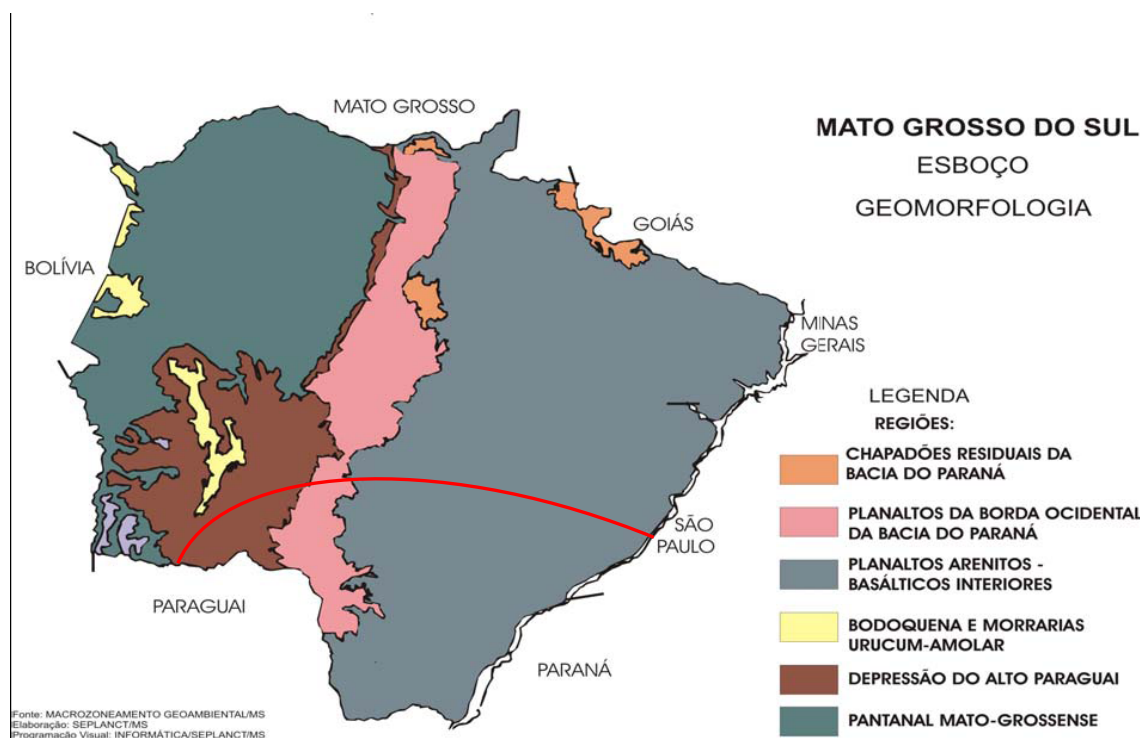 MATO GROSSO
MATO GROSSO DO SUL
ESBOÇO
GEOMORFOLOGIA
GOIÁS
BOLÍVIA
MINAS
GERAIS
LEGENDA
REGIÕES:
CHAPADÕES RESIDUAIS DA
BACIA DO PARANÁ
PLANALTOS DA BORDA OCIDENTAL
DA BACIA DO PARANÁ
SÃO
PAULO
PLANALTOS ARENITOS -
BASÁLTICOS INTERIORES
PARAGUAI
BODOQUENA E MORRARIAS
URUCUM-AMOLAR
PARANÁ
DEPRESSÃO DO ALTO PARAGUAI
PANTANAL MATO-GROSSENSE
Fonte: MACROZONEAMENTO GEOAMBIENTAL/MS
Elaboração: SEPLANCT/MS
Programação Visual: INFORMÁTICA/SEPLANCT/MS